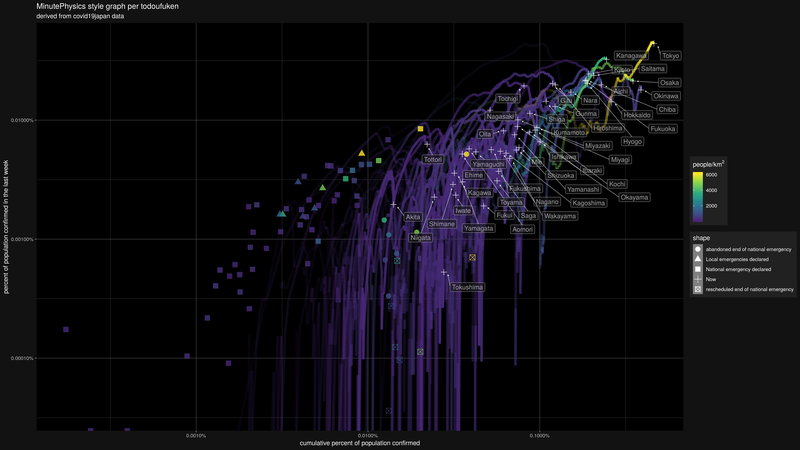 MinutePhysics style graph per todoufuken
derived from covid19japan data
percent of population confirmed in the last week
0.01000%
0.00100%
0.00010%
0.0010%
0.0100%
0.1000%
cumulative percent of population confirmed
Kanagawa
Tokyo
Kyoto
Saitama
Osaka
Aichi
Okinawa
Tochigi
Gifu
Nara
Chiba
Nagasaki
Gunma
Hokkaido
Shiga
Hiroshima
Fukuoka
Oita
Kumamoto
Hyogo
Miyazaki
Tottori
Yamaguchi
Mie
Ishikawa
Miyagi
Ibaraki
Ehime
Shizuoka
Kochi
Kagawa
Fukushima
Yamanashi
Okayama
Toyama
Nagano
Kagoshima
Akita
Iwate
Fukui
Saga
Wakayama
Shimane
Yamagata
Aomori
Niigata
Tokushima
people/km²
6000
4000
2000
shape
abandoned end of national emergency
Local emergencies declared
National emergency declared
Now
rescheduled end of national emergency